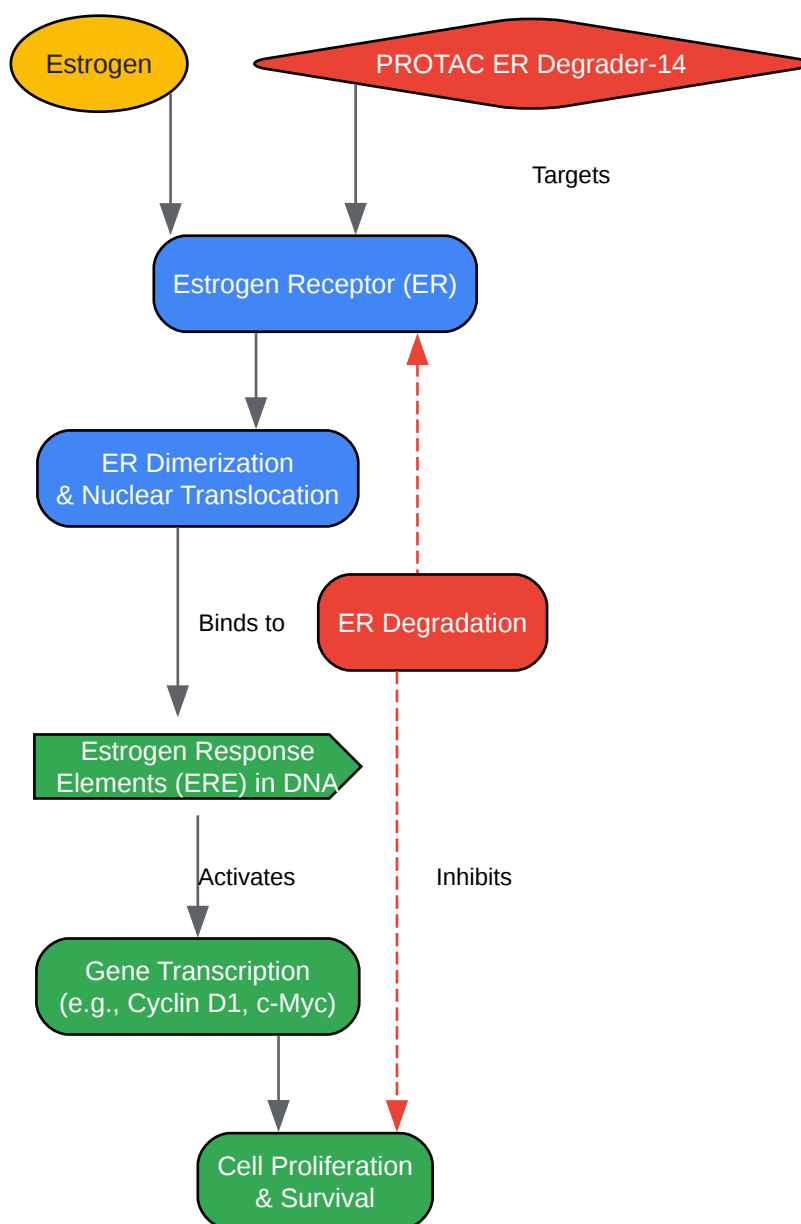 Estrogen
PROTAC ER Degrader-14
Targets
Estrogen Receptor (ER)
ER Dimerization
& Nuclear Translocation
Binds to
ER Degradation
Estrogen Response
Elements (ERE) in DNA
Activates
Inhibits
Gene Transcription
(e.g., Cyclin D1, c-Myc)
Cell Proliferation
& Survival